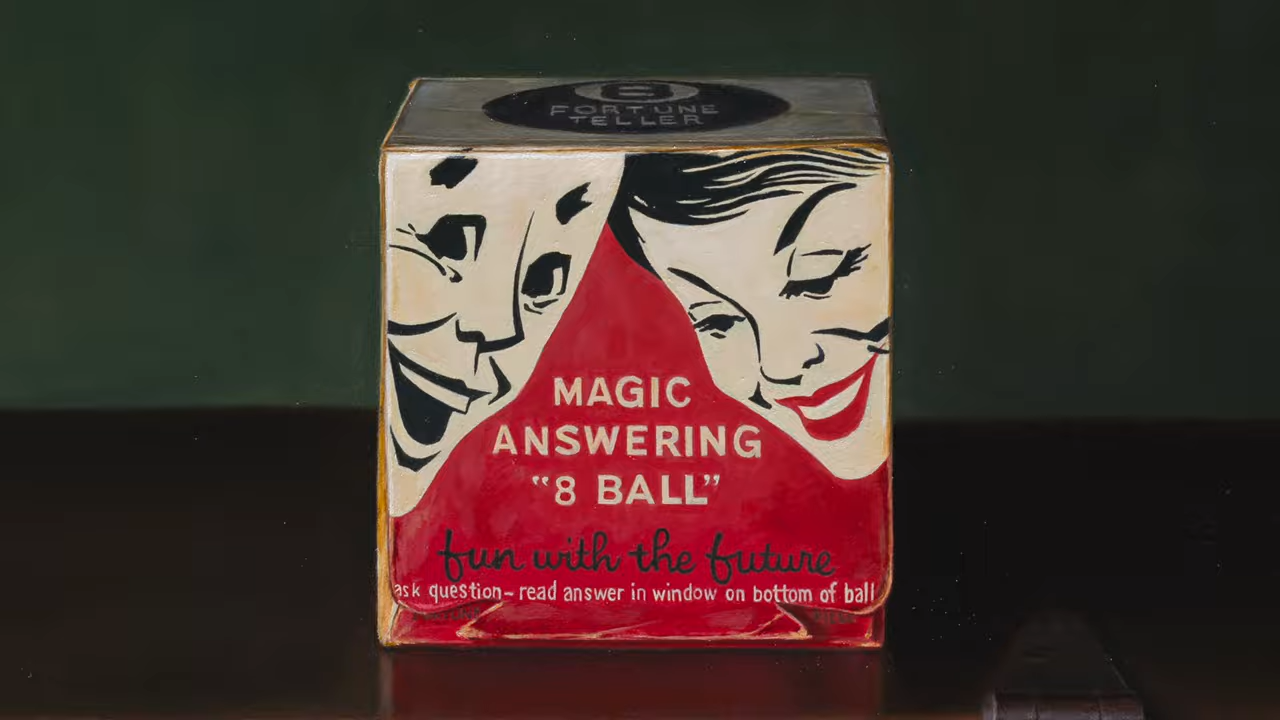 8
FORTUNE
TELLER
MAGIC
ANSWERING
“8 BALL”
fun with the future
ask question– read answer in window on bottom of ball